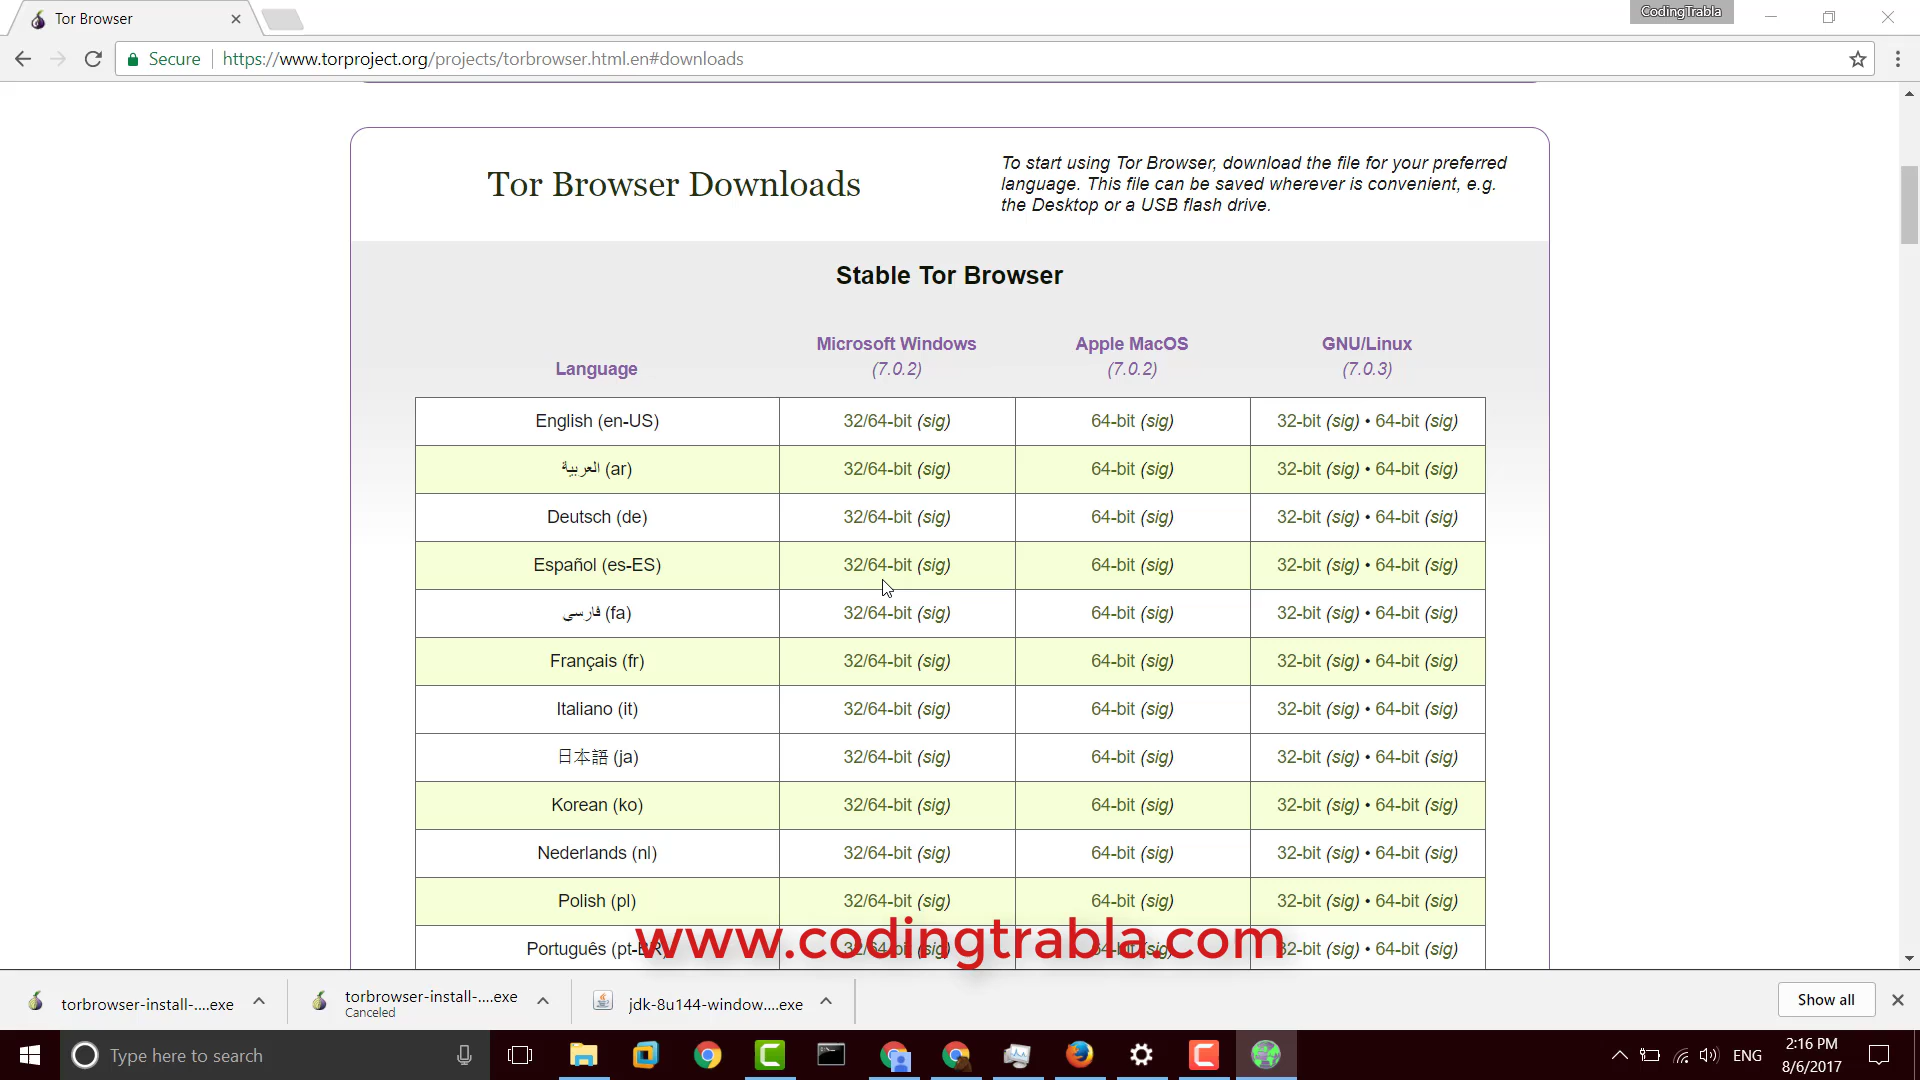 Tor Browser
CodingTrabla
Secure
https://www.torproject.org/projects/torbrowser.html.en#downloads
Tor Browser Downloads
To start using Tor Browser, download the file for your preferred
language. This file can be saved wherever is convenient, e.g.
the Desktop or a USB flash drive.
Stable Tor Browser
Language
Microsoft Windows
(7.0.2)
Apple MacOS
(7.0.2)
GNU/Linux
(7.0.3)
English (en-US) 32/64-bit (sig) 64-bit (sig) 32-bit (sig) • 64-bit (sig)
العربية (ar) 32/64-bit (sig) 64-bit (sig) 32-bit (sig) • 64-bit (sig)
Deutsch (de) 32/64-bit (sig) 64-bit (sig) 32-bit (sig) • 64-bit (sig)
Español (es-ES) 32/64-bit (sig) 64-bit (sig) 32-bit (sig) • 64-bit (sig)
فارسی (fa) 32/64-bit (sig) 64-bit (sig) 32-bit (sig) • 64-bit (sig)
Français (fr) 32/64-bit (sig) 64-bit (sig) 32-bit (sig) • 64-bit (sig)
Italiano (it) 32/64-bit (sig) 64-bit (sig) 32-bit (sig) • 64-bit (sig)
日本語 (ja) 32/64-bit (sig) 64-bit (sig) 32-bit (sig) • 64-bit (sig)
Korean (ko) 32/64-bit (sig) 64-bit (sig) 32-bit (sig) • 64-bit (sig)
Nederlands (nl) 32/64-bit (sig) 64-bit (sig) 32-bit (sig) • 64-bit (sig)
Polish (pl) 32/64-bit (sig) 64-bit (sig) 32-bit (sig) • 64-bit (sig)
Português (pt-BR) 32/64-bit (sig) 64-bit (sig) 32-bit (sig) • 64-bit (sig)
www.codingtrabla.com
torbrowser-install-....exe
torbrowser-install-....exe
Canceled
jdk-8u144-window....exe
Show all
Type here to search
ENG
2:16 PM
8/6/2017